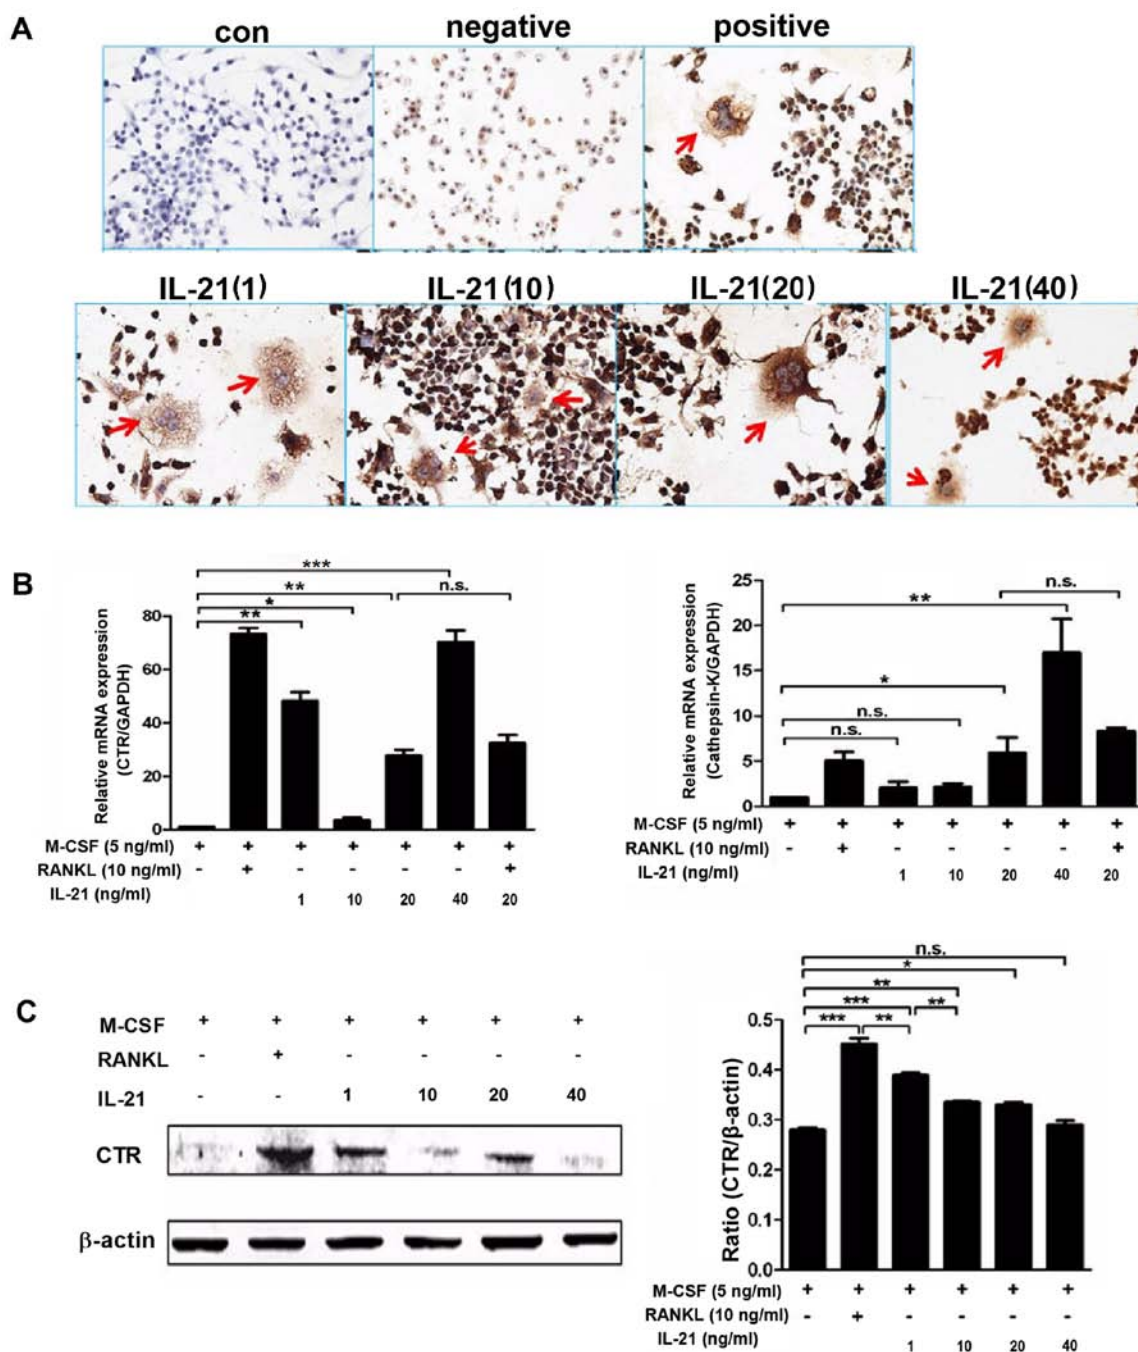 A
con negative positive
IL-21(1) IL-21(10) IL-21(20) IL-21(40)
B
Relative mRNA expression
(CTR/GAPDH)
80
60
40
20
0
***
**
*
**
n.s.
M-CSF (5 ng/ml) + + + + + + +
RANKL (10 ng/ml) - + - - - - +
IL-21 (ng/ml) 1 10 20 40 20
Relative mRNA expression
(Cathepsin-K/GAPDH)
25
20
15
10
5
0
n.s.
**
*
n.s.
n.s.
M-CSF (5 ng/ml) + + + + + + +
RANKL (10 ng/ml) - + - - - - +
IL-21 (ng/ml) 1 10 20 40 20
C
M-CSF + + + + + +
RANKL - + - - - -
IL-21 - - 1 10 20 40
CTR
β-actin
Ratio (CTR/β-actin)
0.5
0.4
0.3
0.2
0.1
0.0
n.s.
*
**
*** **
*** **
M-CSF (5 ng/ml) + + + + + +
RANKL (10 ng/ml) - + - - - -
IL-21 (ng/ml) 1 10 20 40